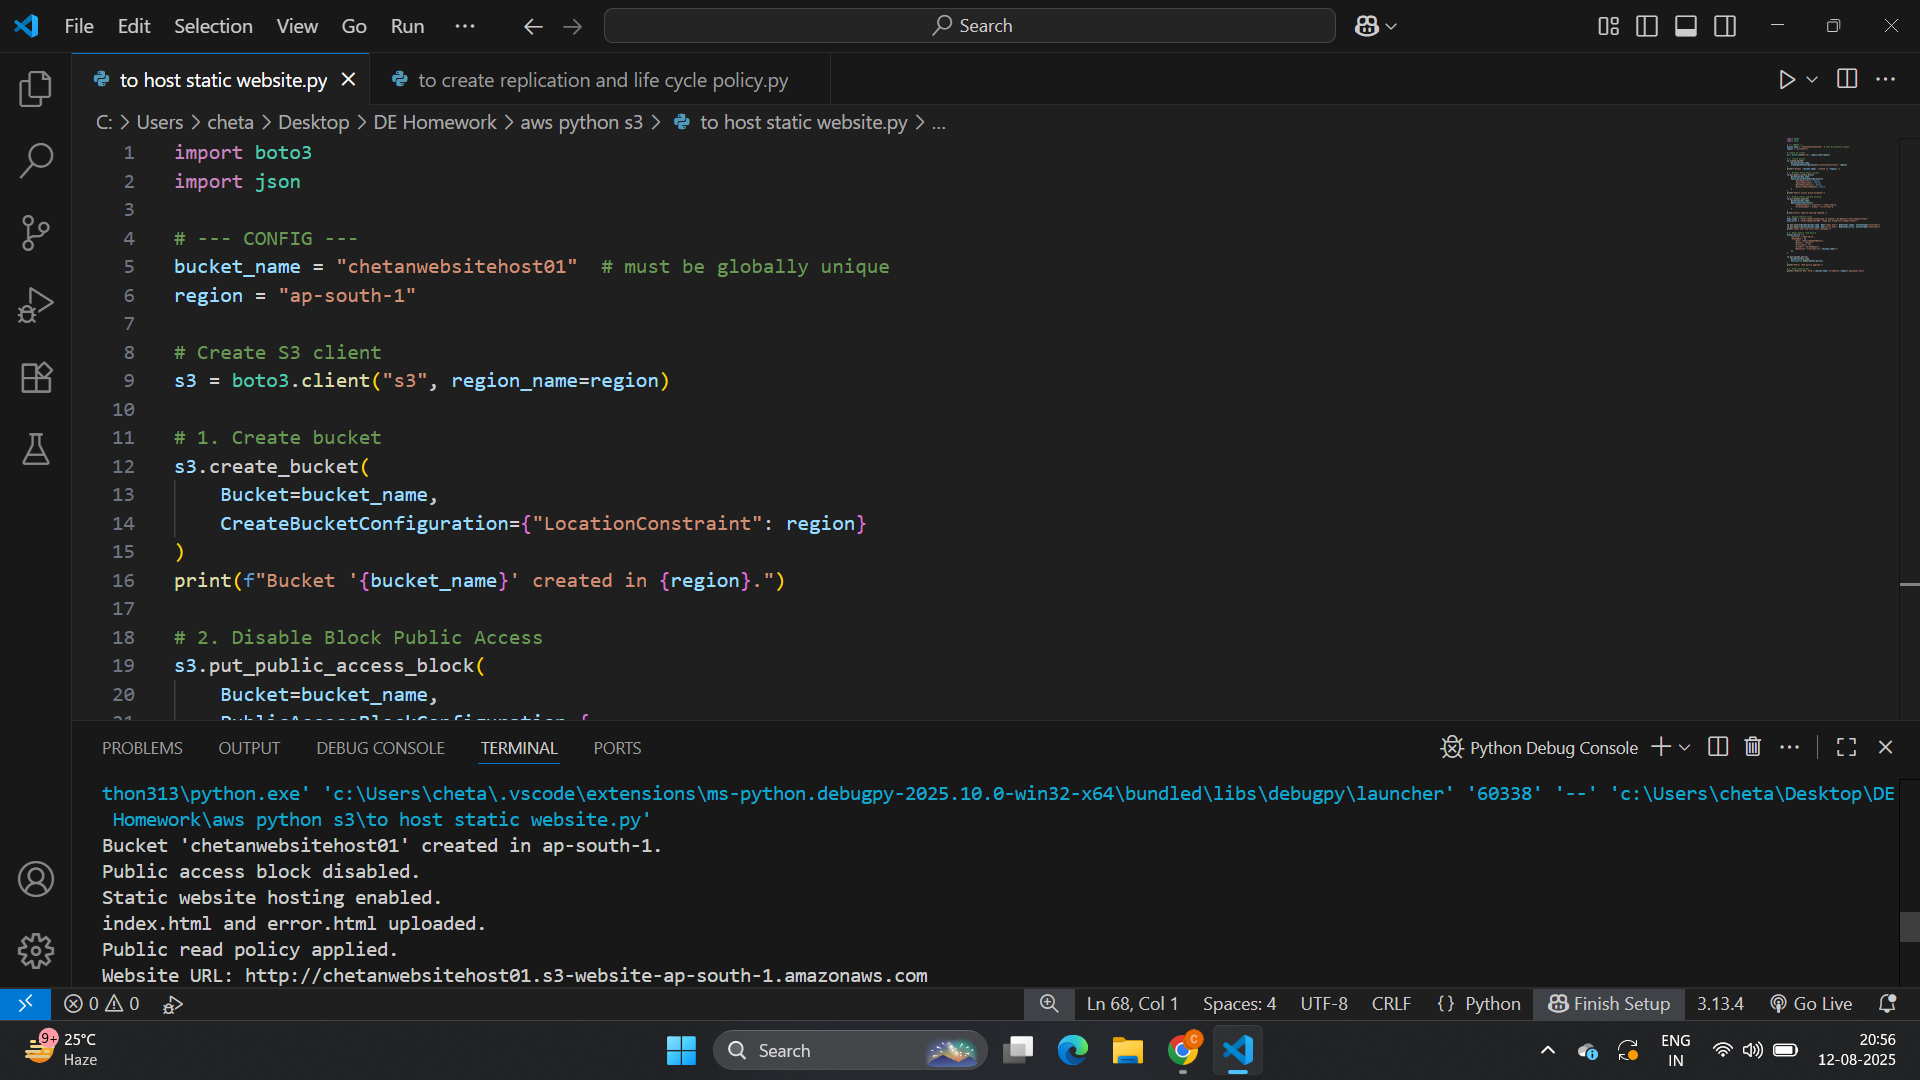 File Edit Selection View Go Run ··· Search
to host static website.py
to create replication and life cycle policy.py
C: > Users > cheta > Desktop > DE Homework > aws python s3 > to host static website.py > ...
1 import boto3
2 import json
3
4 # --- CONFIG ---
5 bucket_name = "chetanwebsitehost01"  # must be globally unique
6 region = "ap-south-1"
7
8 # Create S3 client
9 s3 = boto3.client("s3", region_name=region)
10
11 # 1. Create bucket
12 s3.create_bucket(
13     Bucket=bucket_name,
14     CreateBucketConfiguration={"LocationConstraint": region}
15 )
16 print(f"Bucket '{bucket_name}' created in {region}.")
17
18 # 2. Disable Block Public Access
19 s3.put_public_access_block(
20     Bucket=bucket_name,
PROBLEMS OUTPUT DEBUG CONSOLE TERMINAL PORTS Python Debug Console
thon313\python.exe' 'c:\Users\cheta\.vscode\extensions\ms-python.debugpy-2025.10.0-win32-x64\bundled\libs\debugpy\launcher' '60338' '--' 'c:\Users\cheta\Desktop\DE
Homework\aws python s3\to host static website.py'
Bucket 'chetanwebsitehost01' created in ap-south-1.
Public access block disabled.
Static website hosting enabled.
index.html and error.html uploaded.
Public read policy applied.
Website URL: http://chetanwebsitehost01.s3-website-ap-south-1.amazonaws.com
0 0 Ln 68, Col 1 Spaces: 4 UTF-8 CRLF {} Python Finish Setup 3.13.4 Go Live
9+ 25°C
Haze
Search
C
ENG
IN
20:56
12-08-2025